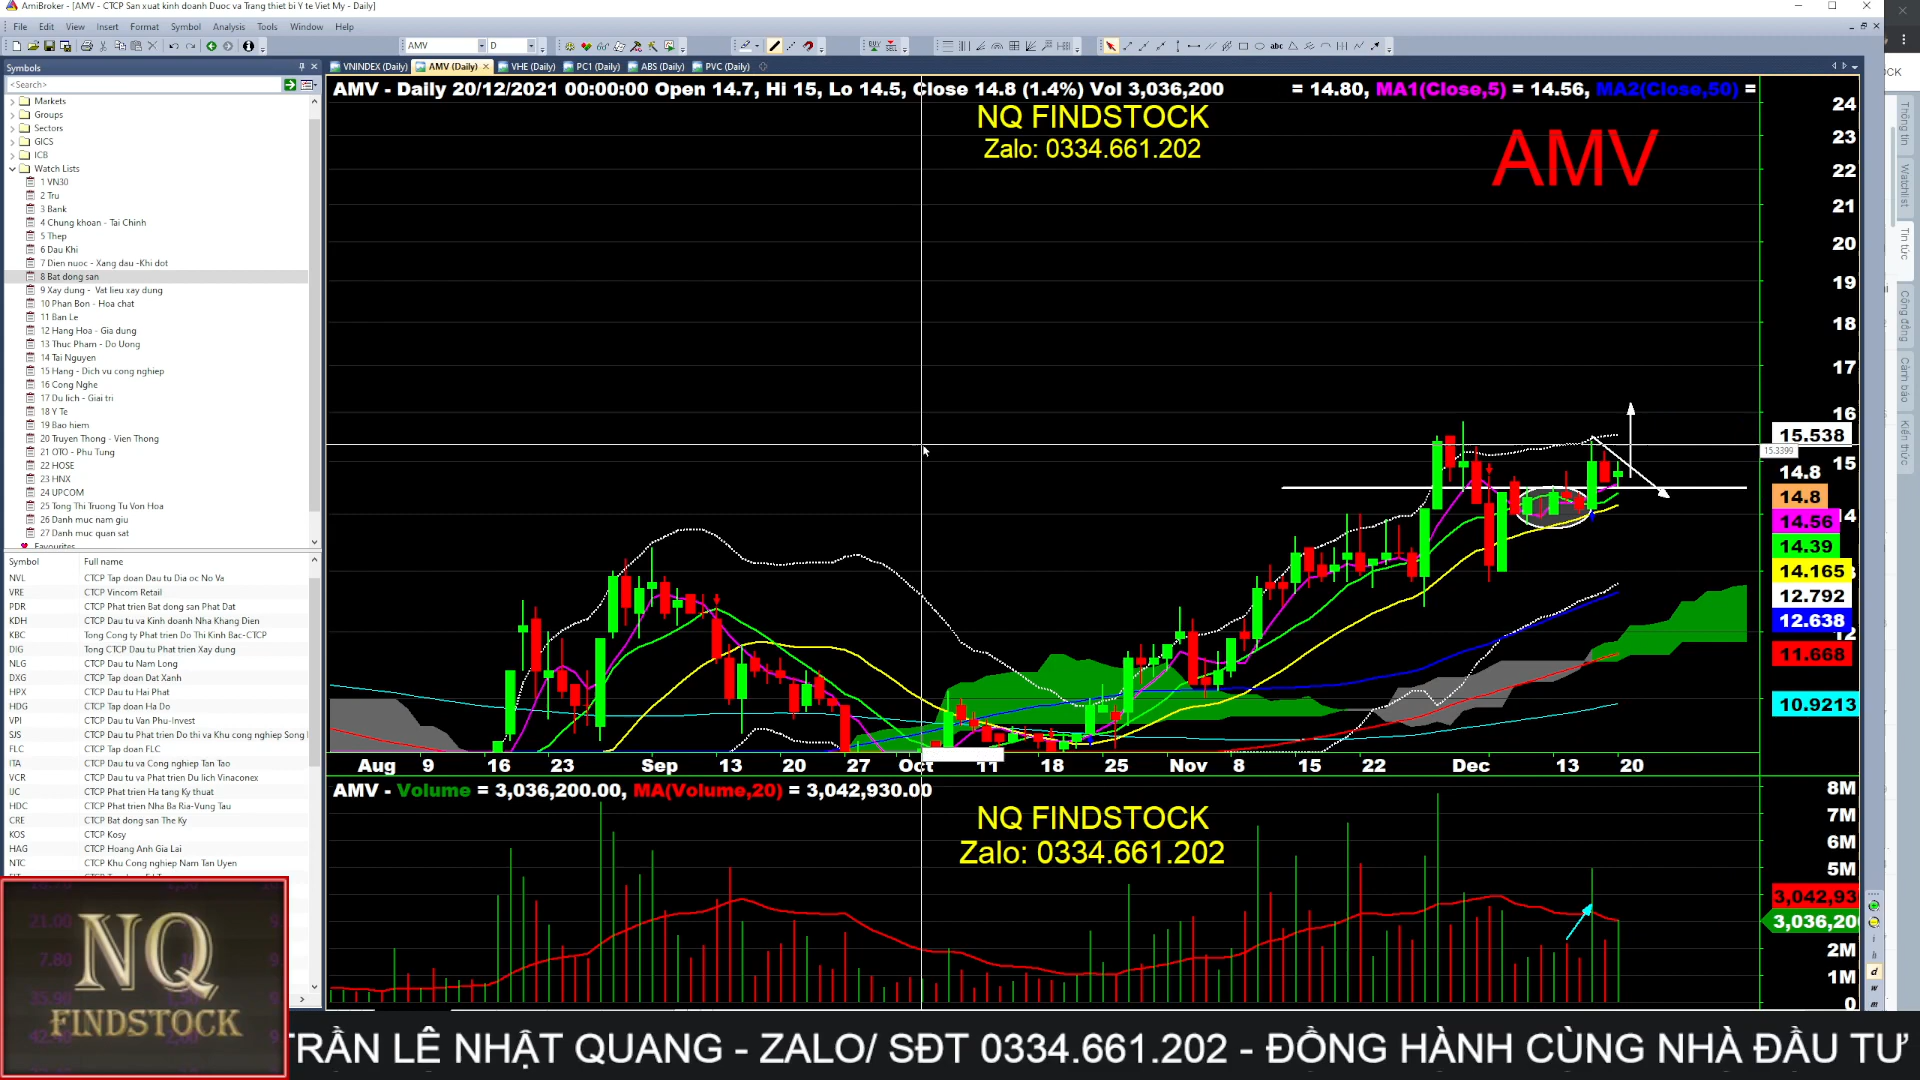 AmiBroker - [AMV - CTCP San xuat kinh doanh Duoc va Trang thiet bi Y te Viet My - Daily]
File Edit View Insert Format Symbol Analysis Tools Window Help
AMV D
Symbols
VNINDEX (Daily) AMV (Daily) VHE (Daily) PC1 (Daily) ABS (Daily) PVC (Daily)
<Search>
Markets
Groups
Sectors
GICS
ICB
Watch Lists
1 VN30
2 Tru
3 Bank
4 Chung khoan - Tai Chinh
5 Thep
6 Dau Khi
7 Dien nuoc - Xang dau -Khi dot
8 Bat dong san
9 Xay dung - Vat lieu xay dung
10 Phan Bon - Hoa chat
11 Ban Le
12 Hang Hoa - Gia dung
13 Thuc Pham - Do Uong
14 Tai Nguyen
15 Hang - Dich vu cong nghiep
16 Cong Nghe
17 Du lich - Giai tri
18 Y Te
19 Bao hiem
20 Truyen Thong - Vien Thong
21 OTO - Phu Tung
22 HOSE
23 HNX
24 UPCOM
25 Tong Thi Truong Tu Von Hoa
26 Danh muc nam giu
27 Danh muc quan sat
Favourites
Symbol Full name
NVL CTCP Tap doan Dau tu Dia oc No Va
VRE CTCP Vincom Retail
PDR CTCP Phat trien Bat dong san Phat Dat
KDH CTCP Dau tu va Kinh doanh Nha Khang Dien
KBC Tong Cong ty Phat trien Do Thi Kinh Bac-CTCP
DIG Tong CTCP Dau tu Phat trien Xay dung
NLG CTCP Dau tu Nam Long
DXG CTCP Tap doan Dat Xanh
HPX CTCP Dau tu Hai Phat
HDG CTCP Tap doan Ha Do
VPI CTCP Dau tu Van Phu-Invest
SJS CTCP Dau tu Phat trien Do thi va Khu cong nghiep Song
FLC CTCP Tap doan FLC
ITA CTCP Dau tu va Cong nghiep Tan Tao
VCR CTCP Dau tu va Phat trien Du lich Vinaconex
IJC CTCP Phat trien Ha tang Ky thuat
HDC CTCP Phat trien Nha Ba Ria-Vung Tau
CRE CTCP Bat dong san The Ky
KOS CTCP Kosy
HAG CTCP Hoang Anh Gia Lai
NTC CTCP Khu Cong nghiep Nam Tan Uyen
AMV - Daily 20/12/2021 00:00:00 Open 14.7, Hi 15, Lo 14.5, Close 14.8 (1.4%) Vol 3,036,200 = 14.80, MA1(Close,5) = 14.56, MA2(Close,50) =
NQ FINDSTOCK
Zalo: 0334.661.202
AMV
24
23
22
21
20
19
18
17
16
15.538
15.3399
15
14.8
14.8
14.56
14
14.39
14.165
12.792
12.638
12
11.668
10.9213
Aug 9 16 23 Sep 13 20 27 Oct 11 18 25 Nov 8 15 22 Dec 13 20
AMV - Volume = 3,036,200.00, MA(Volume,20) = 3,042,930.00
NQ FINDSTOCK
Zalo: 0334.661.202
8M
7M
6M
5M
3,042,93
3,036,20
2M
1M
0
Thông tin
Watchlist
Tin tức
Cộng đồng
Cảnh báo
Kiến thức
NQ
FINDSTOCK
TRẦN LÊ NHẬT QUANG - ZALO/ SĐT 0334.661.202 - ĐỒNG HÀNH CÙNG NHÀ ĐẦU TƯ